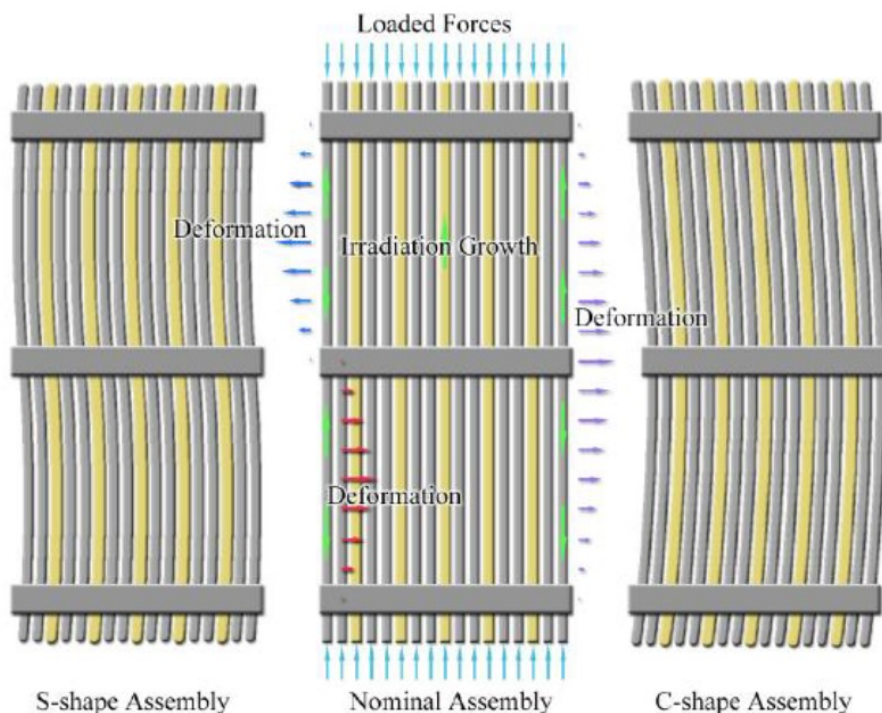 Loaded Forces
Deformation
Irradiation Growth
Deformation
Deformation
S-shape Assembly
Nominal Assembly
C-shape Assembly